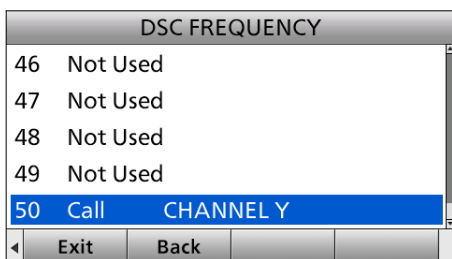 DSC FREQUENCY
46 Not Used
47 Not Used
48 Not Used
49 Not Used
50 Call CHANNEL Y
Exit Back